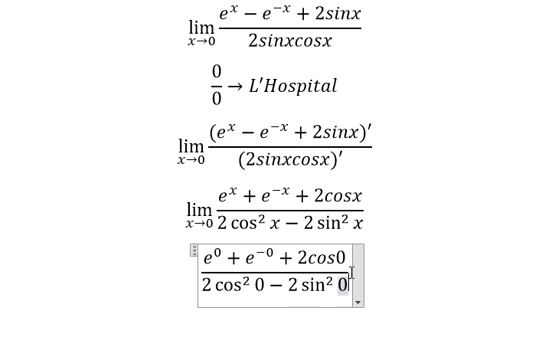 lim x→0 (e^x − e^−x + 2sinx)/(2sinxcosx)
0/0 → L'Hospital
lim x→0 (e^x − e^−x + 2sinx)′/(2sinxcosx)′
lim x→0 (e^x + e^−x + 2cosx)/(2 cos² x − 2 sin² x)
(e^0 + e^−0 + 2cos0)/(2 cos² 0 − 2 sin² 0)